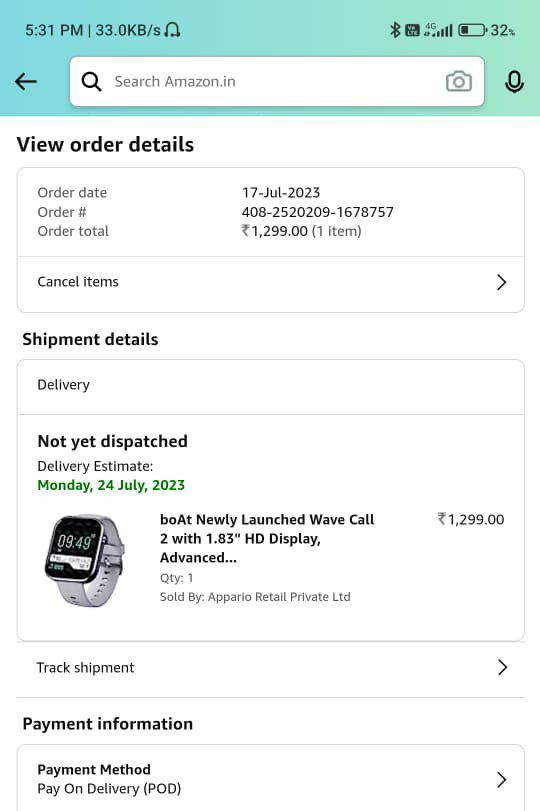 5:31 PM | 33.0KB/s
Vo LTE 4G 32%
Search Amazon.in
View order details
Order date 17-Jul-2023
Order # 408-2520209-1678757
Order total ₹1,299.00 (1 item)
Cancel items
Shipment details
Delivery
Not yet dispatched
Delivery Estimate:
Monday, 24 July, 2023
09:49
boAt Newly Launched Wave Call ₹1,299.00
2 with 1.83" HD Display,
Advanced...
Qty: 1
Sold By: Appario Retail Private Ltd
Track shipment
Payment information
Payment Method
Pay On Delivery (POD)